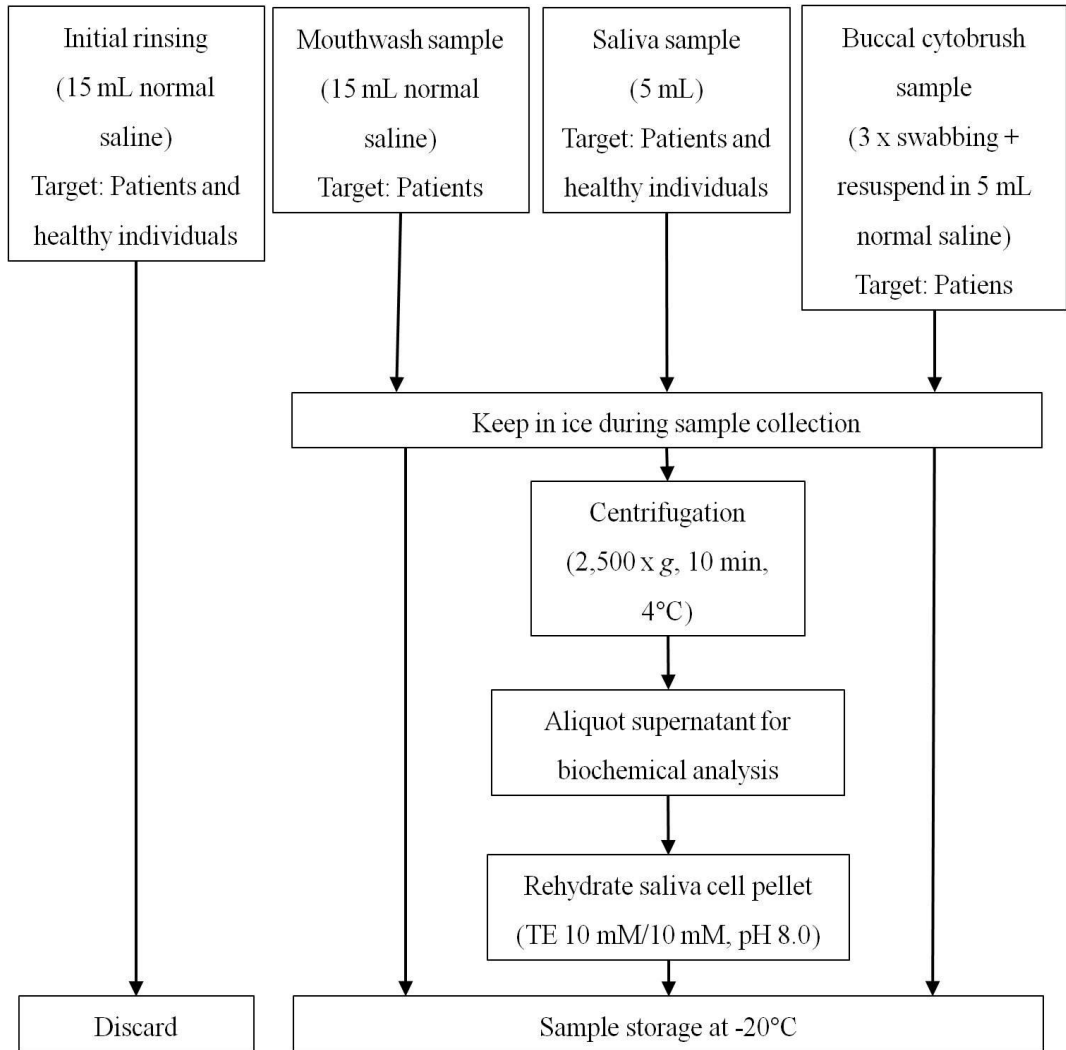 Initial rinsing
(15 mL normal
saline)
Target: Patients and
healthy individuals
Mouthwash sample
(15 mL normal
saline)
Target: Patients
Saliva sample
(5 mL)
Target: Patients and
healthy individuals
Buccal cytobrush
sample
(3 x swabbing +
resuspend in 5 mL
normal saline)
Target: Patiens
Keep in ice during sample collection
Centrifugation
(2,500 x g, 10 min,
4°C)
Aliquot supernatant for
biochemical analysis
Rehydrate saliva cell pellet
(TE 10 mM/10 mM, pH 8.0)
Discard
Sample storage at -20°C